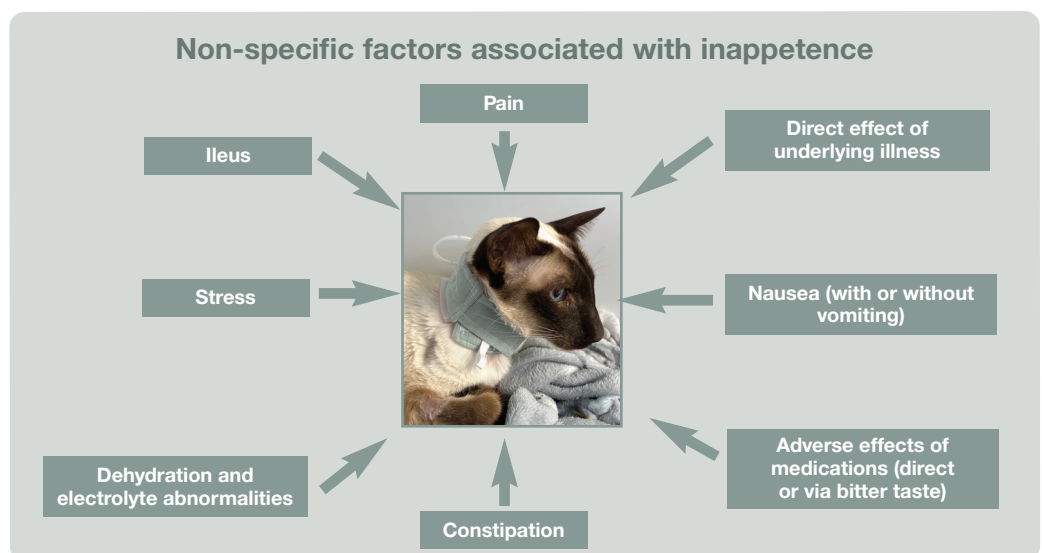 Non-specific factors associated with inappetence
Pain
Direct effect of
underlying illness
Ileus
Stress
Nausea (with or without
vomiting)
Dehydration and
electrolyte abnormalities
Adverse effects of
medications (direct
or via bitter taste)
Constipation